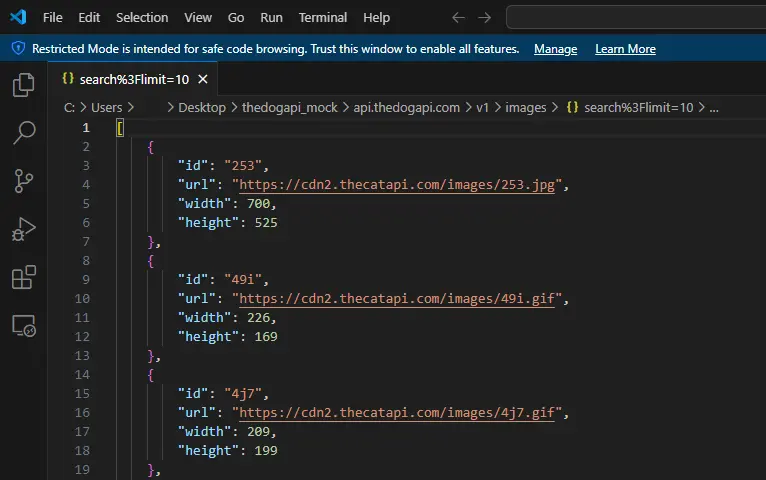 File Edit Selection View Go Run Terminal Help
Restricted Mode is intended for safe code browsing. Trust this window to enable all features. Manage Learn More
{} search%3Flimit=10 ×
C: > Users > > Desktop > thedogapi_mock > api.thedogapi.com > v1 > images > {} search%3Flimit=10 > ...
1 [
2 {
3 "id": "253",
4 "url": "https://cdn2.thecatapi.com/images/253.jpg",
5 "width": 700,
6 "height": 525
7 },
8 {
9 "id": "49i",
10 "url": "https://cdn2.thecatapi.com/images/49i.gif",
11 "width": 226,
12 "height": 169
13 },
14 {
15 "id": "4j7",
16 "url": "https://cdn2.thecatapi.com/images/4j7.gif",
17 "width": 209,
18 "height": 199
19 },